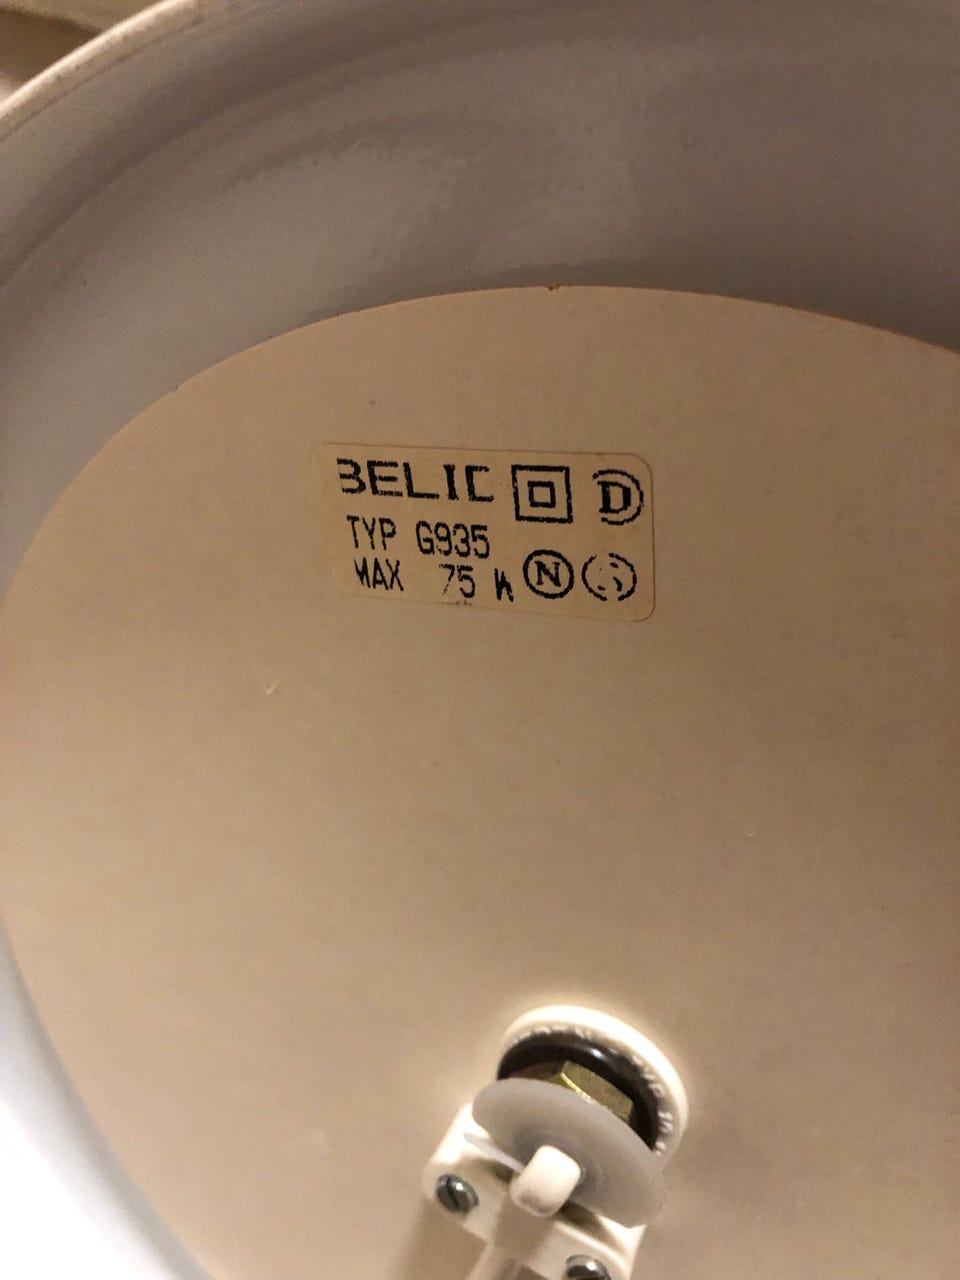 BELID
TYP G935
MAX 75 W
D
N
S